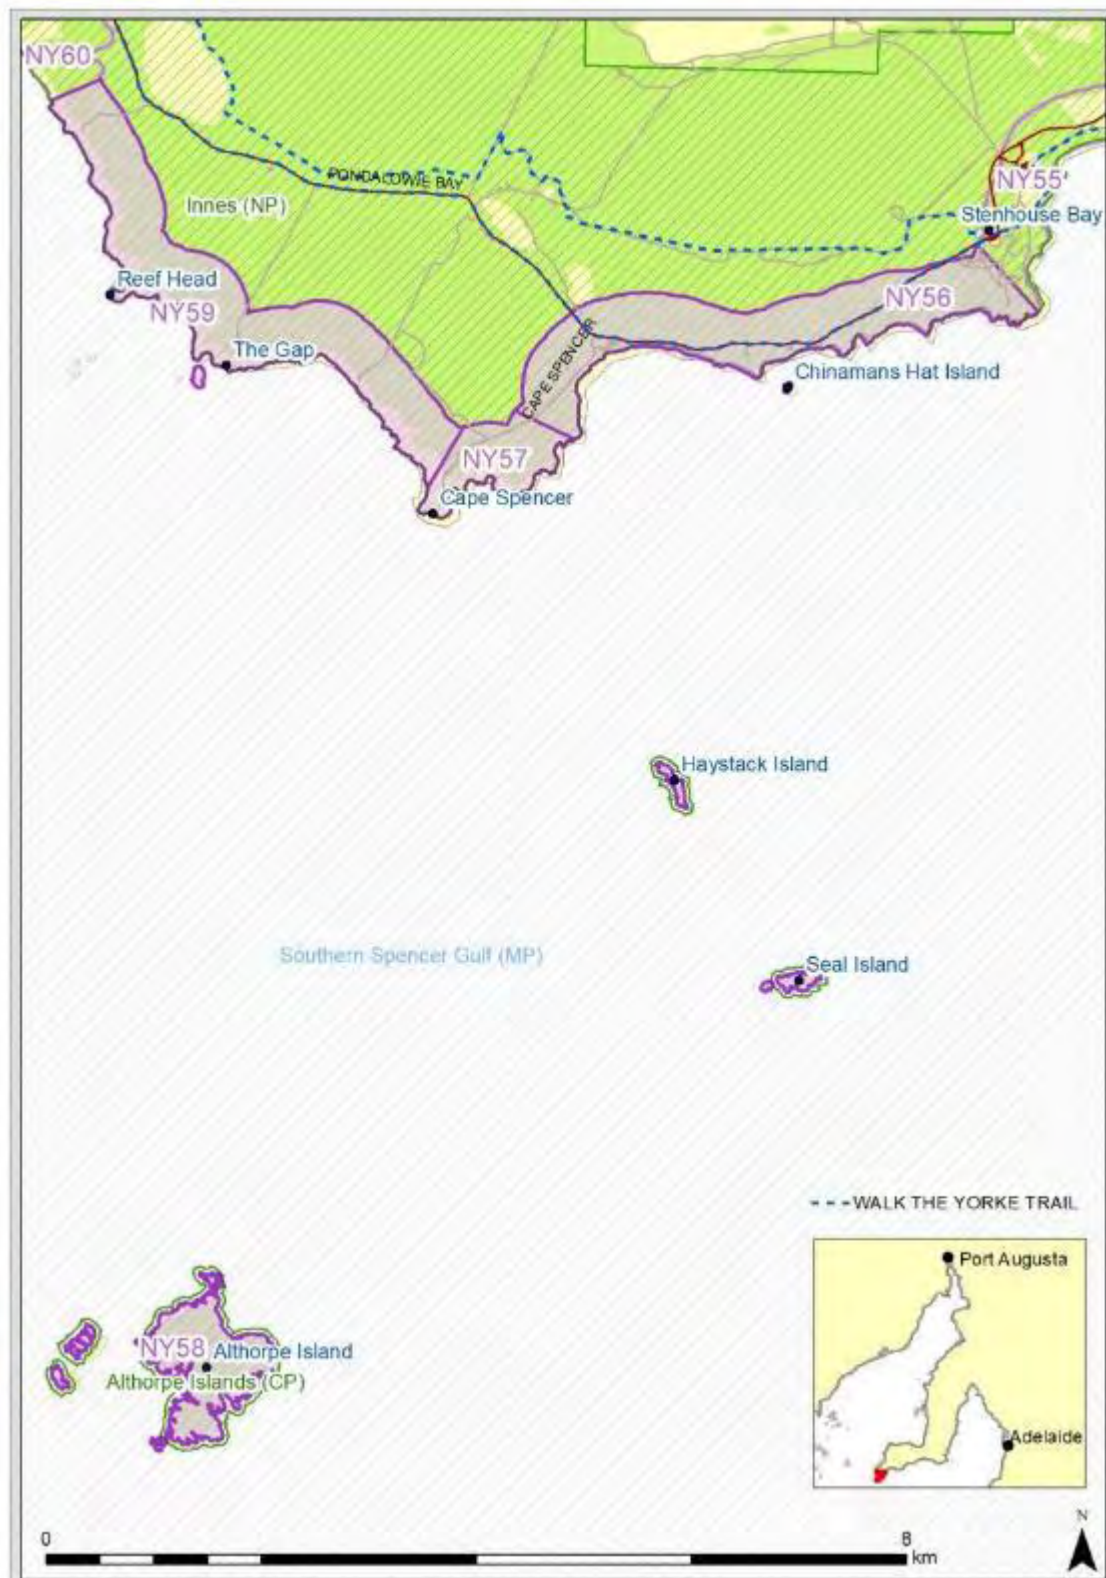 NY60
PONDALOWIE BAY
NY55'
Innes (NP)
Stenhouse Bay
Reef Head
NY59
NY56
CAPE SPENCER
The Gap
Chinamans Hat Island
NY57
Cape Spencer
Haystack Island
Southern Spencer Gulf (MP)
Seal Island
WALK THE YORKE TRAIL
Port Augusta
NY58
Althorpe Island
Althorpe Islands (CP)
Adelaide
N
0
8
km